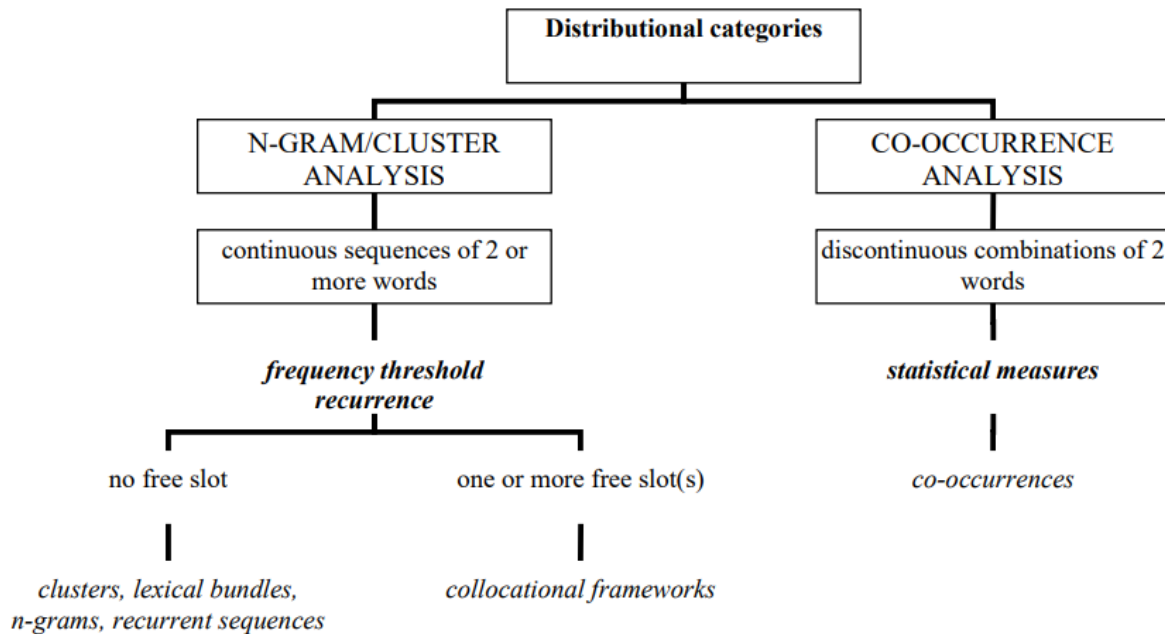 Distributional categories
N-GRAM/CLUSTER
ANALYSIS
CO-OCCURRENCE
ANALYSIS
continuous sequences of 2 or
more words
discontinuous combinations of 2
words
frequency threshold
recurrence
statistical measures
no free slot
one or more free slot(s)
co-occurrences
clusters, lexical bundles,
n-grams, recurrent sequences
collocational frameworks